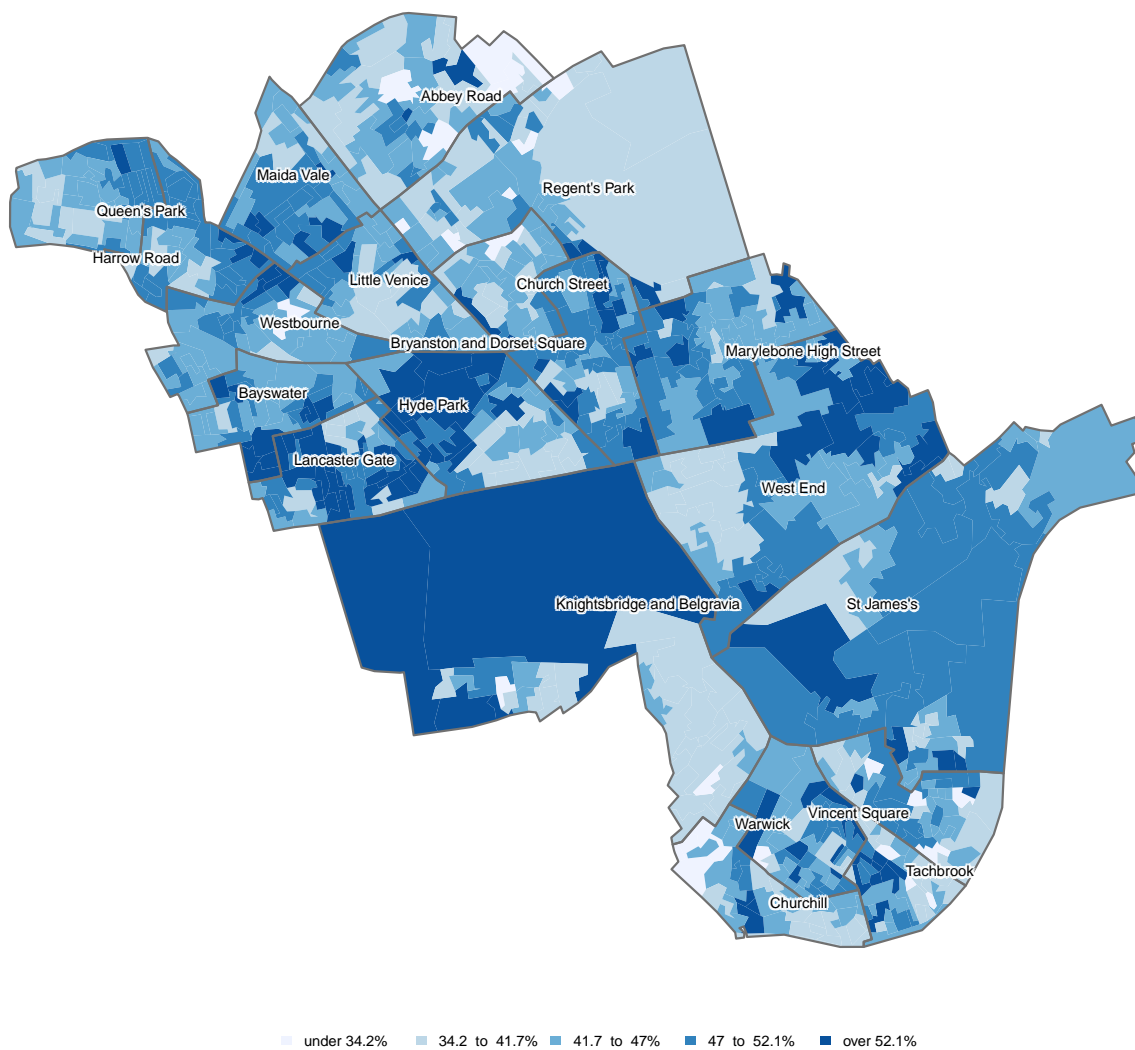 Abbey Road
Maida Vale
Regent's Park
Queen's Park
Harrow Road
Little Venice
Church Street
Westbourne
Bryanston and Dorset Square
Marylebone High Street
Bayswater
Hyde Park
Lancaster Gate
West End
Knightsbridge and Belgravia
St James's
Vincent Square
Warwick
Tachbrook
Churchill
under 34.2% 34.2 to 41.7% 41.7 to 47% 47 to 52.1% over 52.1%